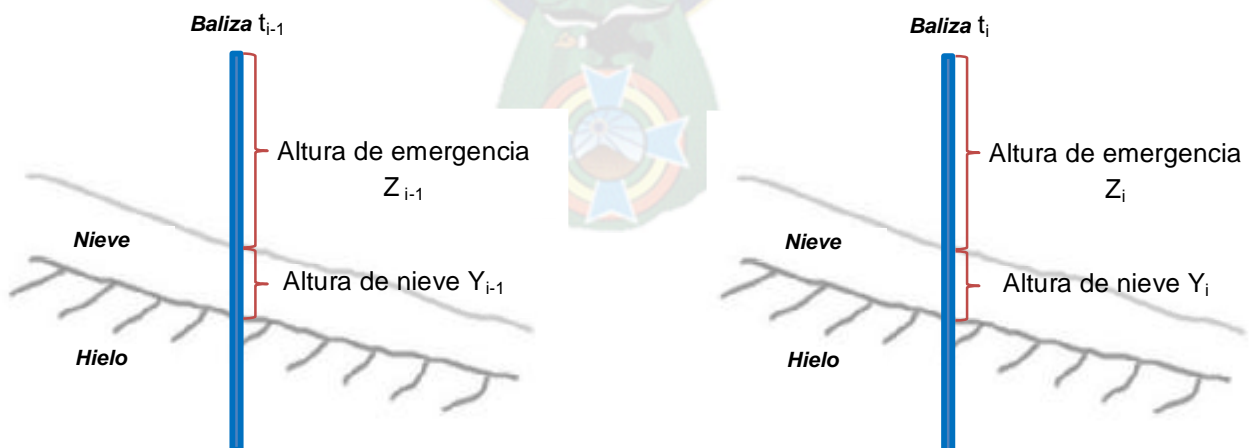 Baliza tᵢ₋₁
Altura de emergencia
Z ᵢ₋₁
Nieve
Altura de nieve Yᵢ₋₁
Hielo
Baliza tᵢ
Altura de emergencia
Zᵢ
Nieve
Altura de nieve Yᵢ
Hielo